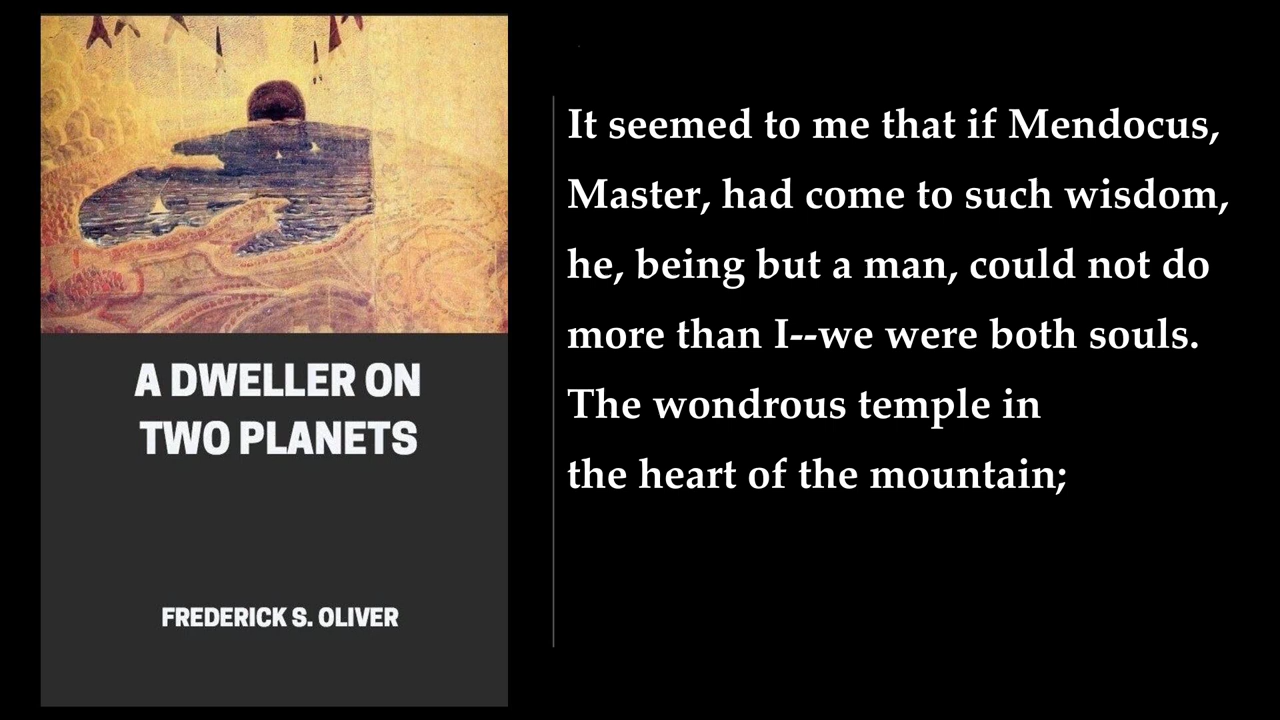 A DWELLER ON
TWO PLANETS
FREDERICK S. OLIVER
It seemed to me that if Mendocus,
Master, had come to such wisdom,
he, being but a man, could not do
more than I--we were both souls.
The wondrous temple in
the heart of the mountain;